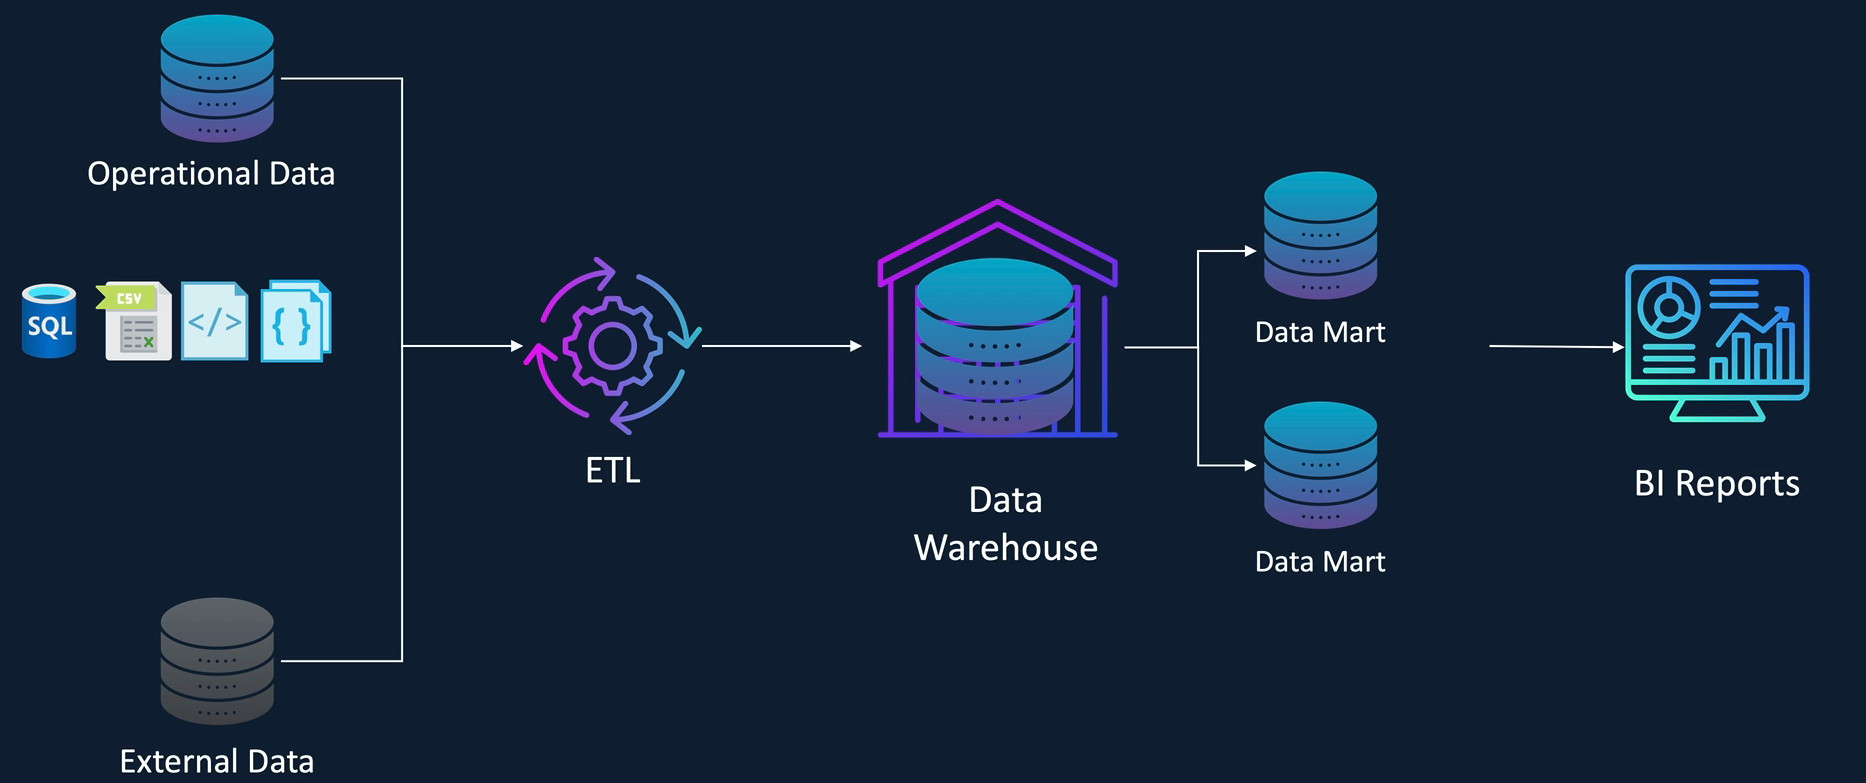 Operational Data
SQL
CSV
</>
{ }
External Data
ETL
Data
Warehouse
Data Mart
Data Mart
BI Reports